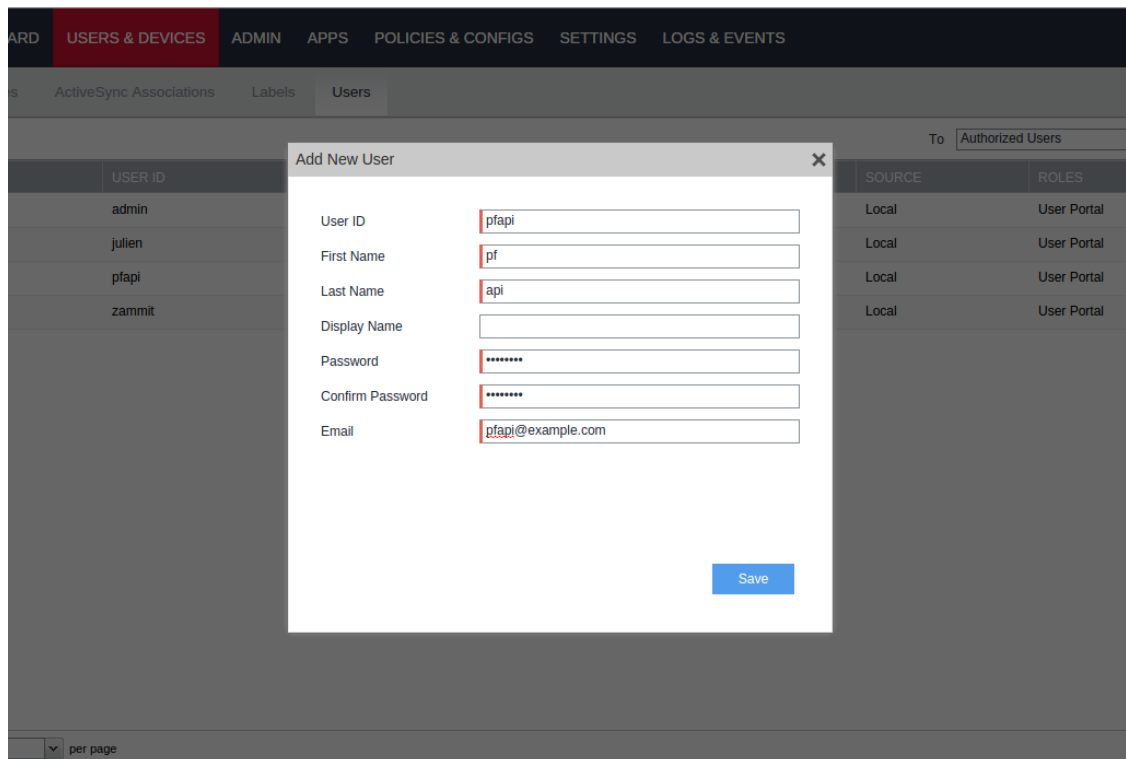 ARD USERS & DEVICES ADMIN APPS POLICIES & CONFIGS SETTINGS LOGS & EVENTS
es ActiveSync Associations Labels Users
To Authorized Users
Add New User
USER ID SOURCE ROLES
admin Local User Portal
julien Local User Portal
pfapi Local User Portal
zammit Local User Portal
User ID pfapi
First Name pf
Last Name api
Display Name
Password ••••••••
Confirm Password ••••••••
Email pfapi@example.com
Save
per page